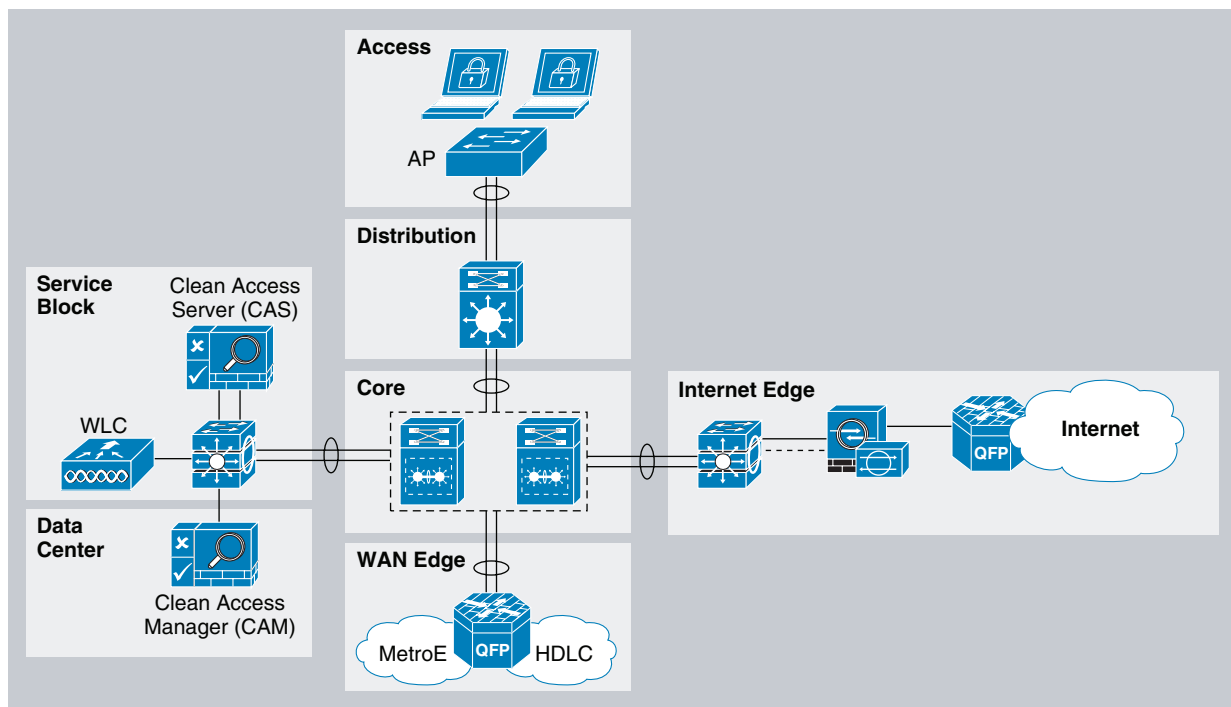 Access
AP
Distribution
Service
Block
Clean Access
Server (CAS)
WLC
Core
Internet Edge
QFP
Internet
Data
Center
Clean Access
Manager (CAM)
WAN Edge
MetroE
QFP
HDLC